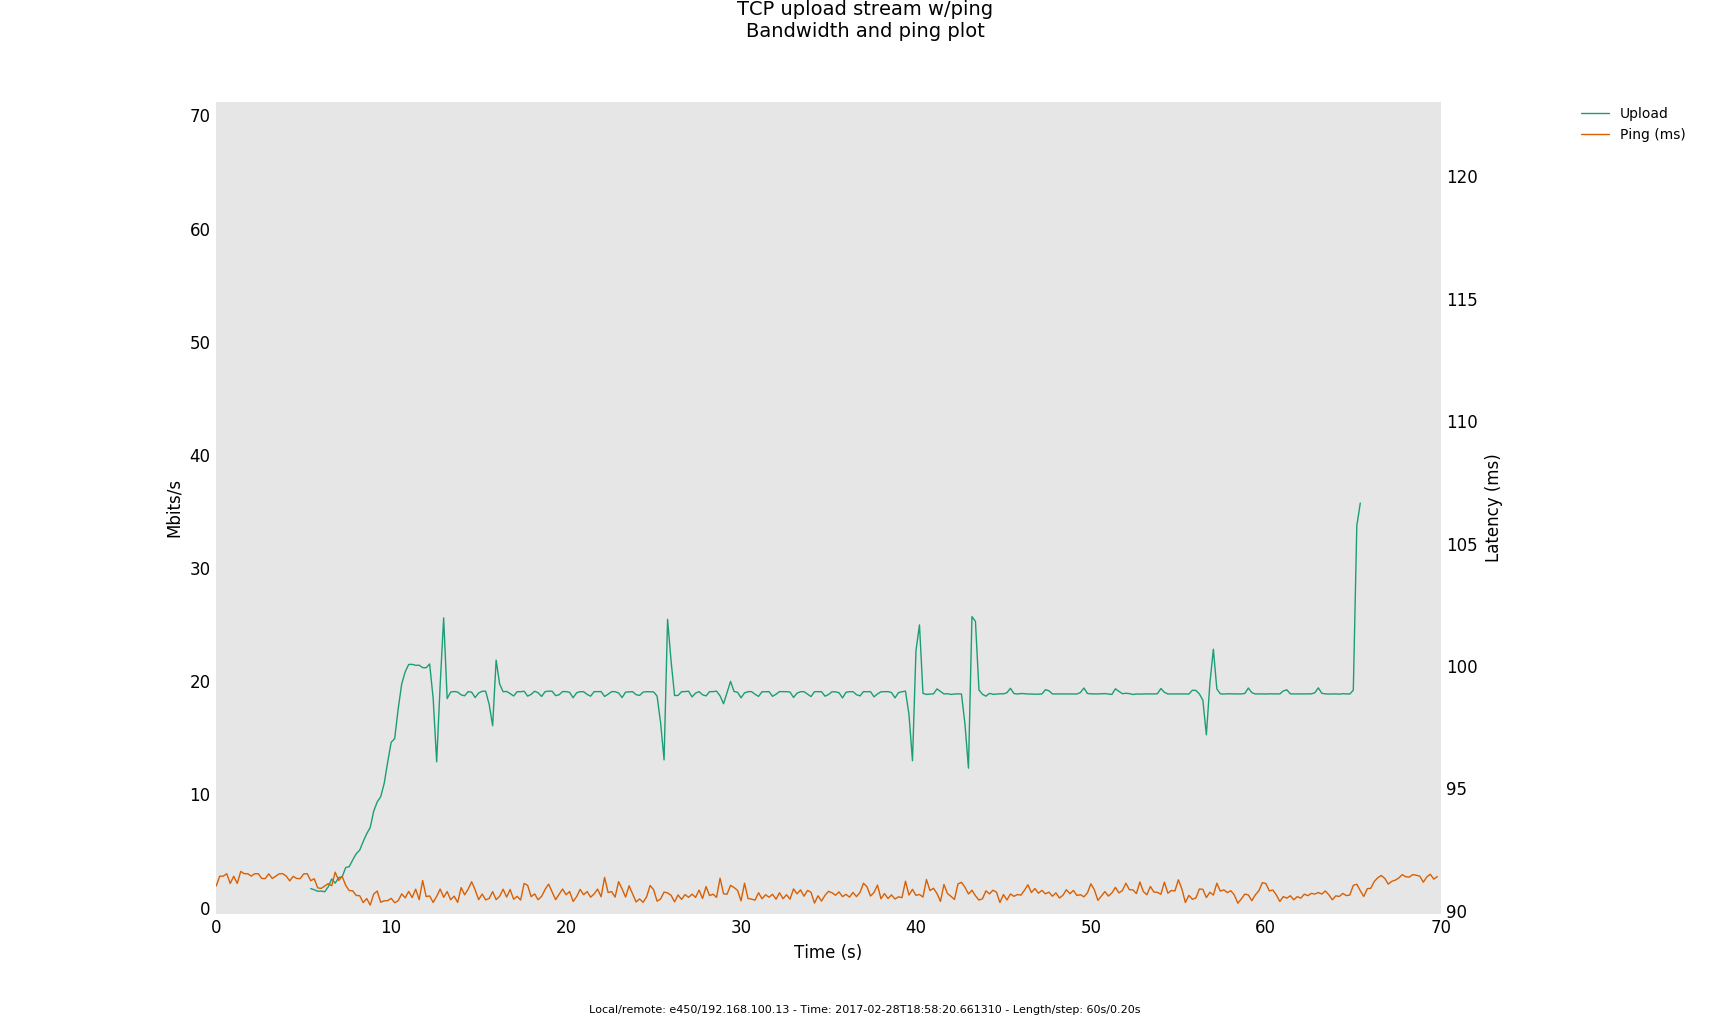 TCP upload stream w/ping
Bandwidth and ping plot
Upload
Ping (ms)
70
60
50
40
30
20
10
0
Mbits/s
120
115
110
105
100
95
90
Latency (ms)
0 10 20 30 40 50 60 70
Time (s)
Local/remote: e450/192.168.100.13 - Time: 2017-02-28T18:58:20.661310 - Length/step: 60s/0.20s